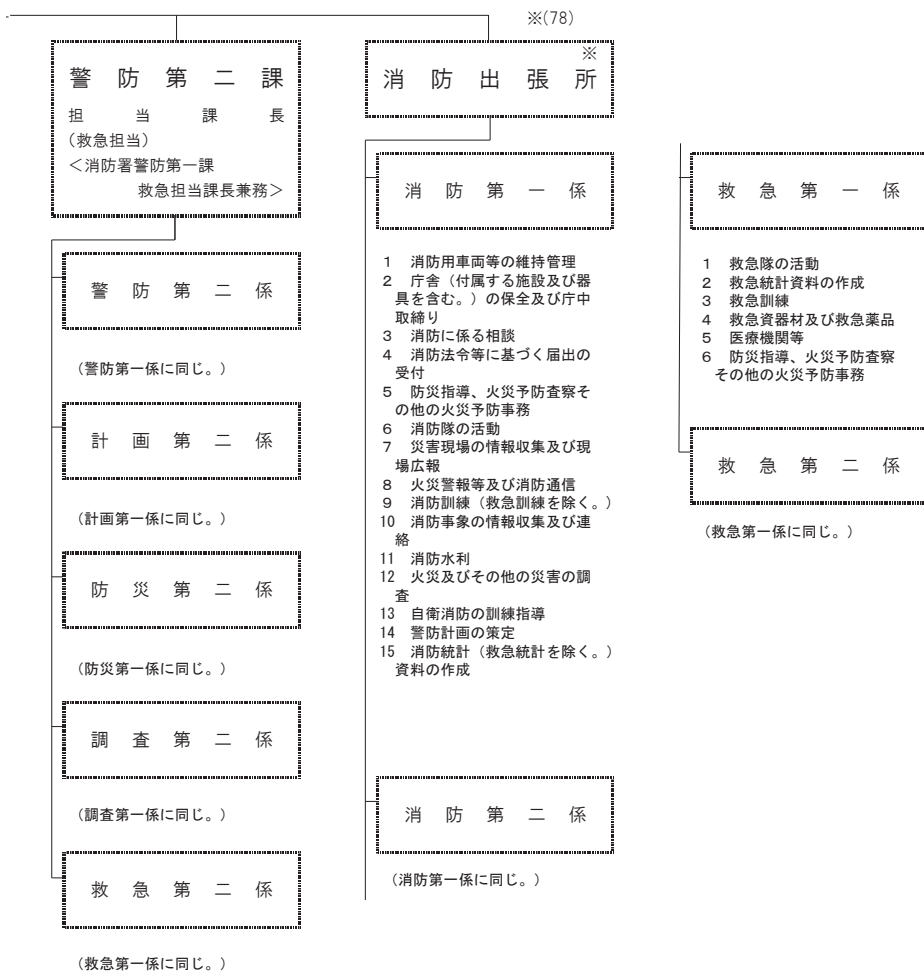 ※(78)
警防第二課
担当課長
(救急担当)
＜消防署警防第一課
救急担当課長兼務＞
警防第二係
(警防第一係に同じ。)
計画第二係
(計画第一係に同じ。)
防災第二係
(防災第一係に同じ。)
調査第二係
(調査第一係に同じ。)
救急第二係
(救急第一係に同じ。)
※
消防出張所
消防第一係
1 消防用車両等の維持管理
2 庁舎（付属する施設及び器
具を含む。）の保全及び庁中
取締り
3 消防に係る相談
4 消防法令等に基づく届出の
受付
5 防災指導、火災予防査察そ
の他の火災予防事務
6 消防隊の活動
7 災害現場の情報収集及び現
場広報
8 火災警報等及び消防通信
9 消防訓練（救急訓練を除く。）
10 消防事象の情報収集及び連
絡
11 消防水利
12 火災及びその他の災害の調
査
13 自衛消防の訓練指導
14 警防計画の策定
15 消防統計（救急統計を除く。）
資料の作成
消防第二係
(消防第一係に同じ。)
救急第一係
1 救急隊の活動
2 救急統計資料の作成
3 救急訓練
4 救急資器材及び救急薬品
5 医療機関等
6 防災指導、火災予防査察
その他の火災予防事務
救急第二係
(救急第一係に同じ。)